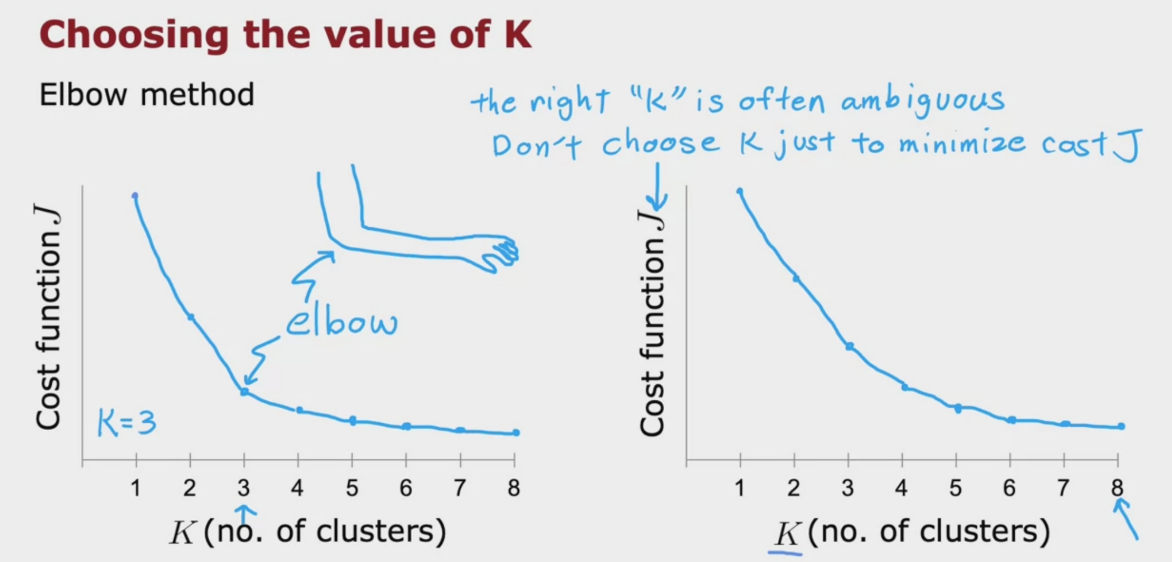 Choosing the value of K
Elbow method
the right "K" is often ambiguous
Don't choose K just to minimize cost J
Cost function J
elbow
K=3
1 2 3 4 5 6 7 8
K (no. of clusters)
Cost function J
1 2 3 4 5 6 7 8
K (no. of clusters)